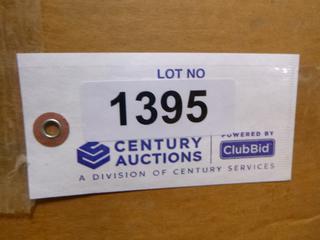 LOT NO
1395
CENTURY AUCTIONS
POWERED BY
ClubBid
A DIVISION OF CENTURY SERVICES